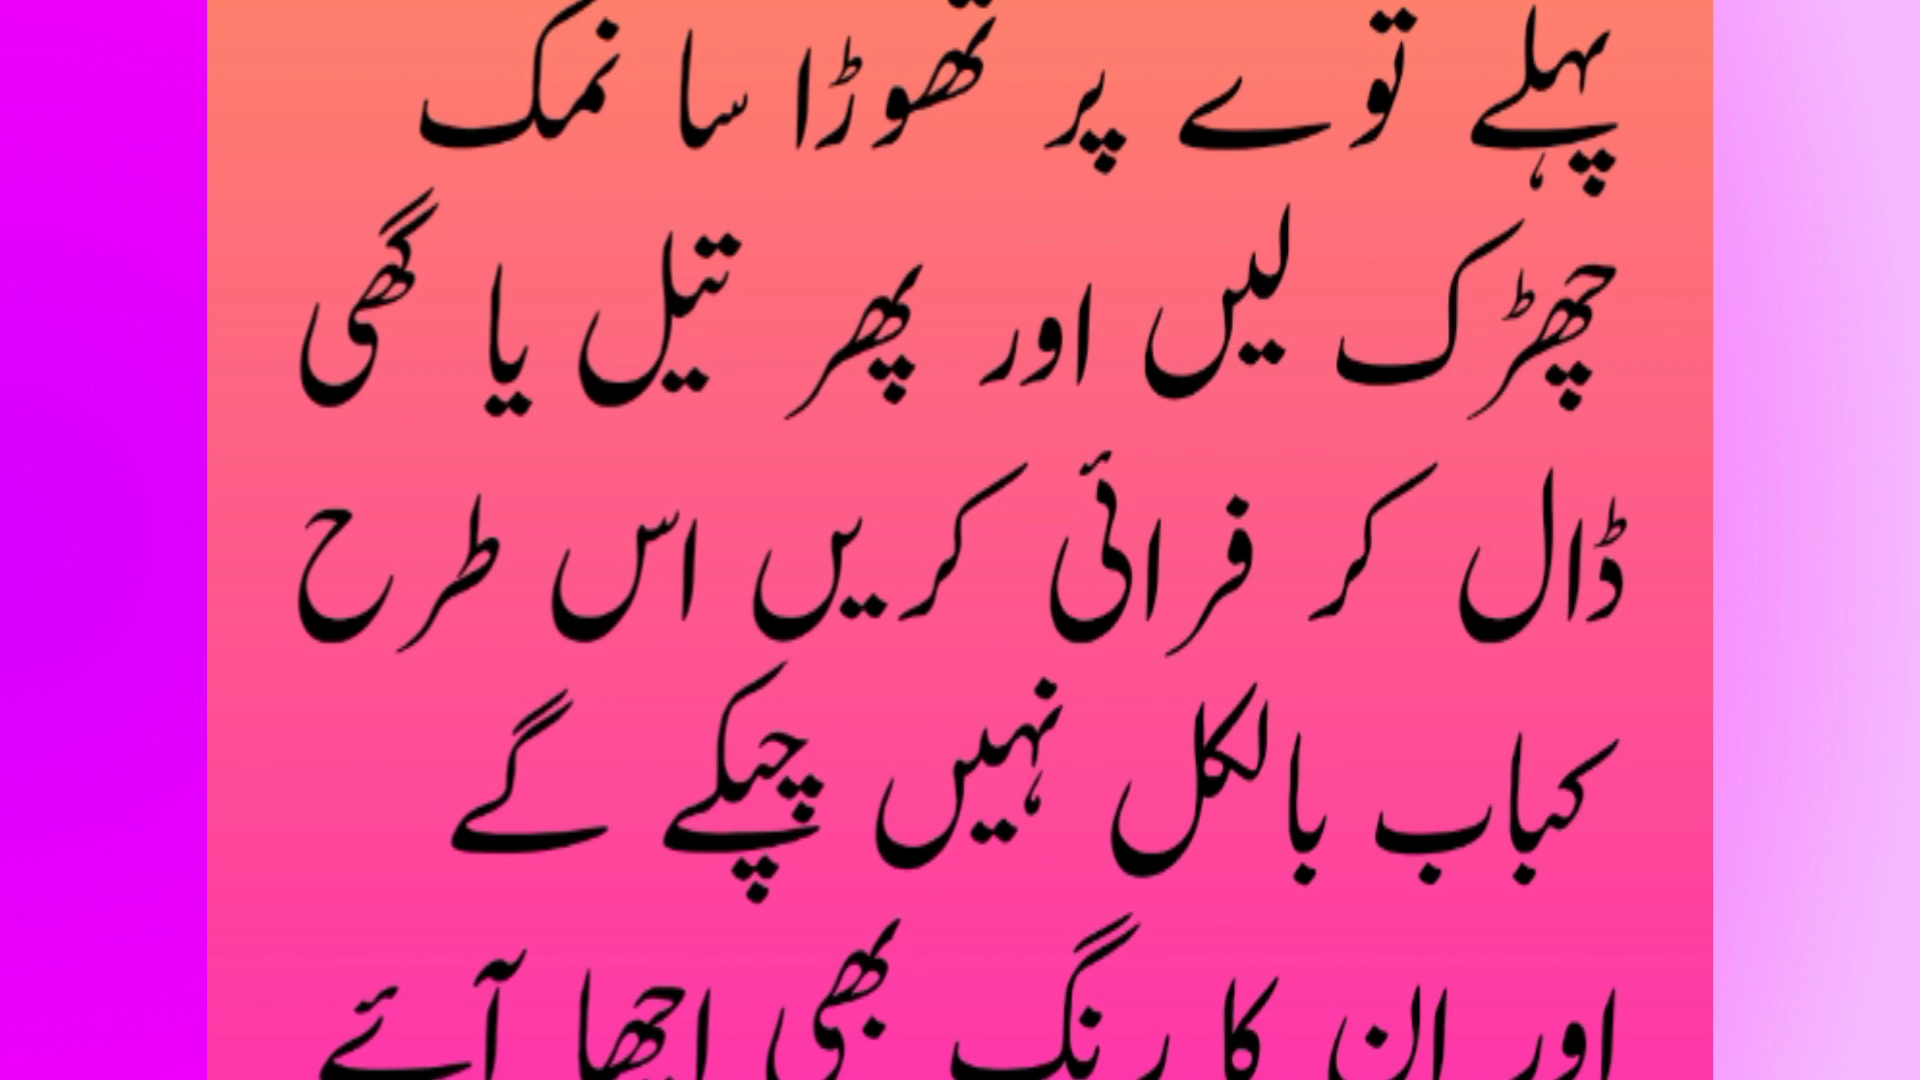 پہلے توے پر تھوڑا سا نمک
چھڑک لیں اور پھر تیل یا گھی
ڈال کر فرائی کریں اس طرح
کباب بالکل نہیں چپکے گے
اور ان کا رنگ بھی اچھا آئے